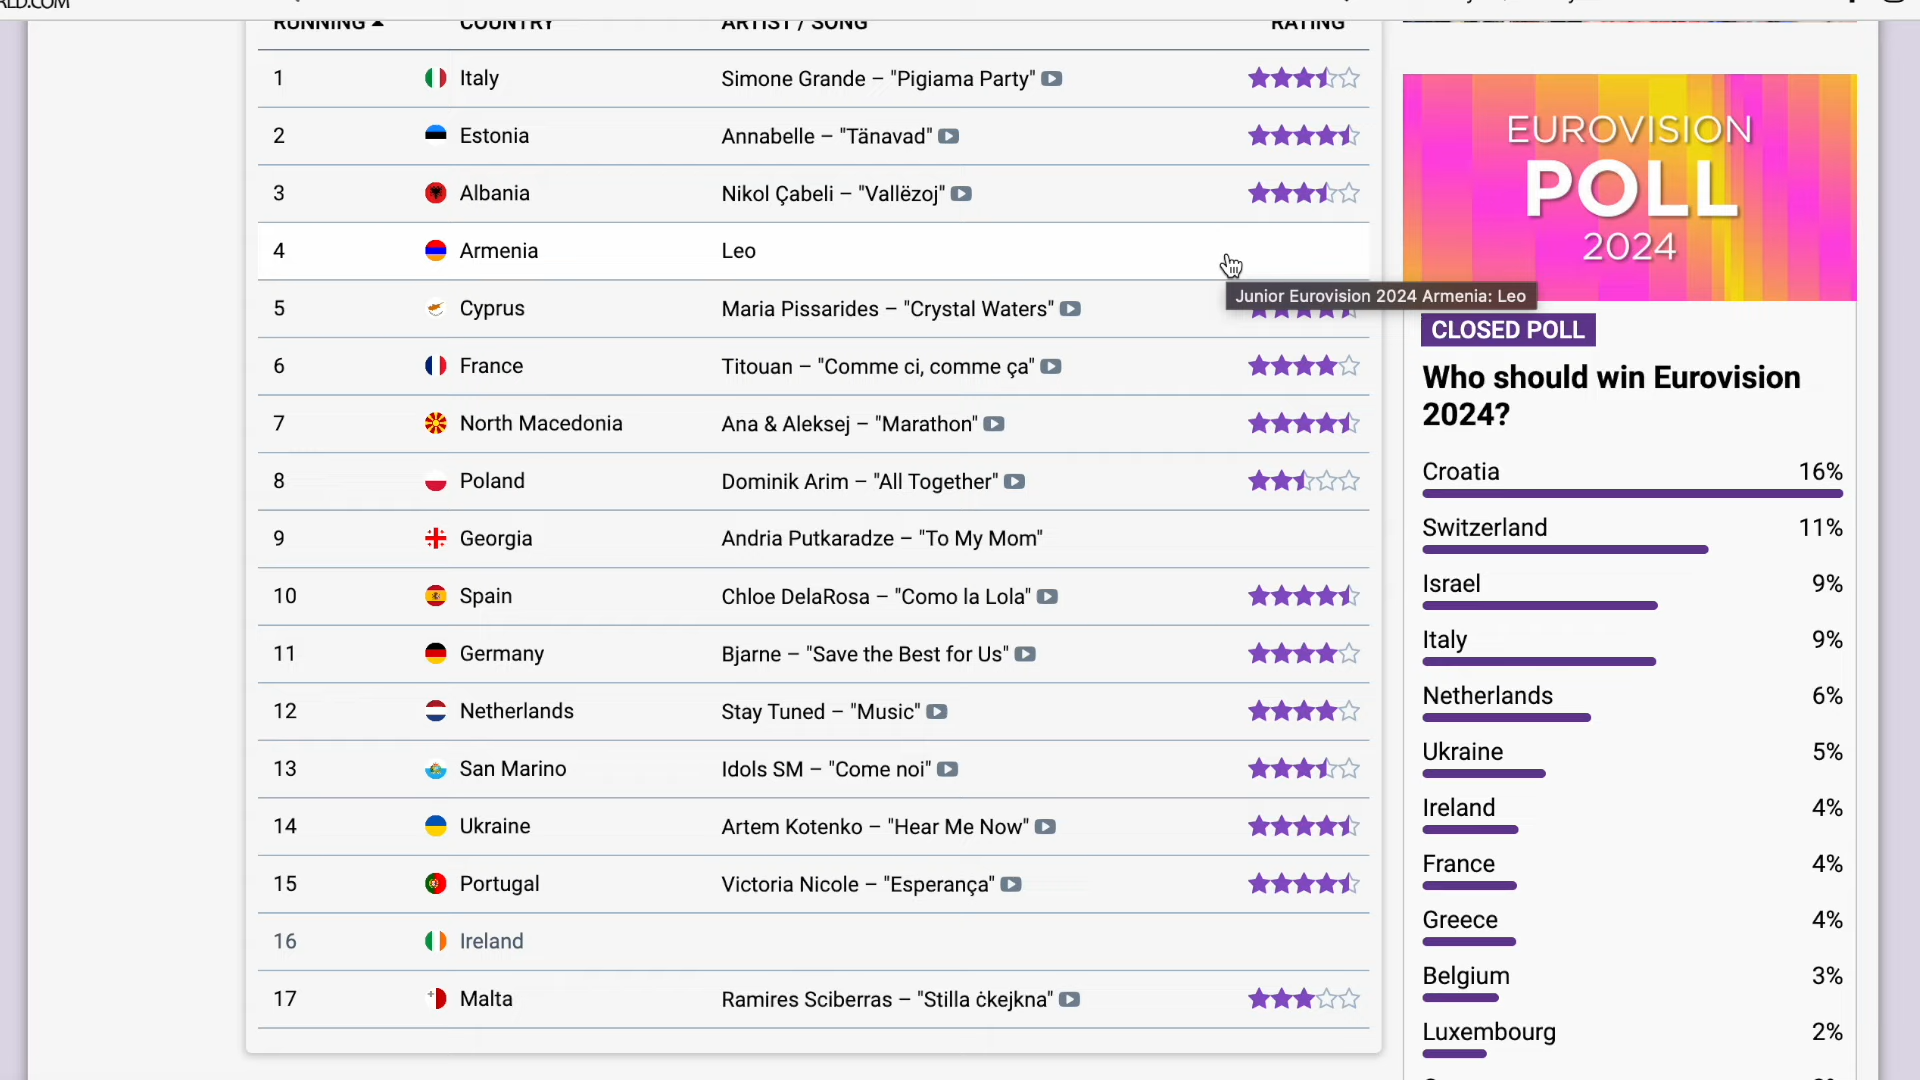 RLD.COM
RUNNING COUNTRY ARTIST / SONG RATING
1 Italy Simone Grande – "Pigiama Party"
2 Estonia Annabelle – "Tänavad"
3 Albania Nikol Çabeli – "Vallëzoj"
4 Armenia Leo
Junior Eurovision 2024 Armenia: Leo
5 Cyprus Maria Pissarides – "Crystal Waters"
6 France Titouan – "Comme ci, comme ça"
7 North Macedonia Ana & Aleksej – "Marathon"
8 Poland Dominik Arim – "All Together"
9 Georgia Andria Putkaradze – "To My Mom"
10 Spain Chloe DelaRosa – "Como la Lola"
11 Germany Bjarne – "Save the Best for Us"
12 Netherlands Stay Tuned – "Music"
13 San Marino Idols SM – "Come noi"
14 Ukraine Artem Kotenko – "Hear Me Now"
15 Portugal Victoria Nicole – "Esperança"
16 Ireland
17 Malta Ramires Sciberras – "Stilla ċkejkna"
EUROVISION
POLL
2024
CLOSED POLL
Who should win Eurovision
2024?
Croatia 16%
Switzerland 11%
Israel 9%
Italy 9%
Netherlands 6%
Ukraine 5%
Ireland 4%
France 4%
Greece 4%
Belgium 3%
Luxembourg 2%